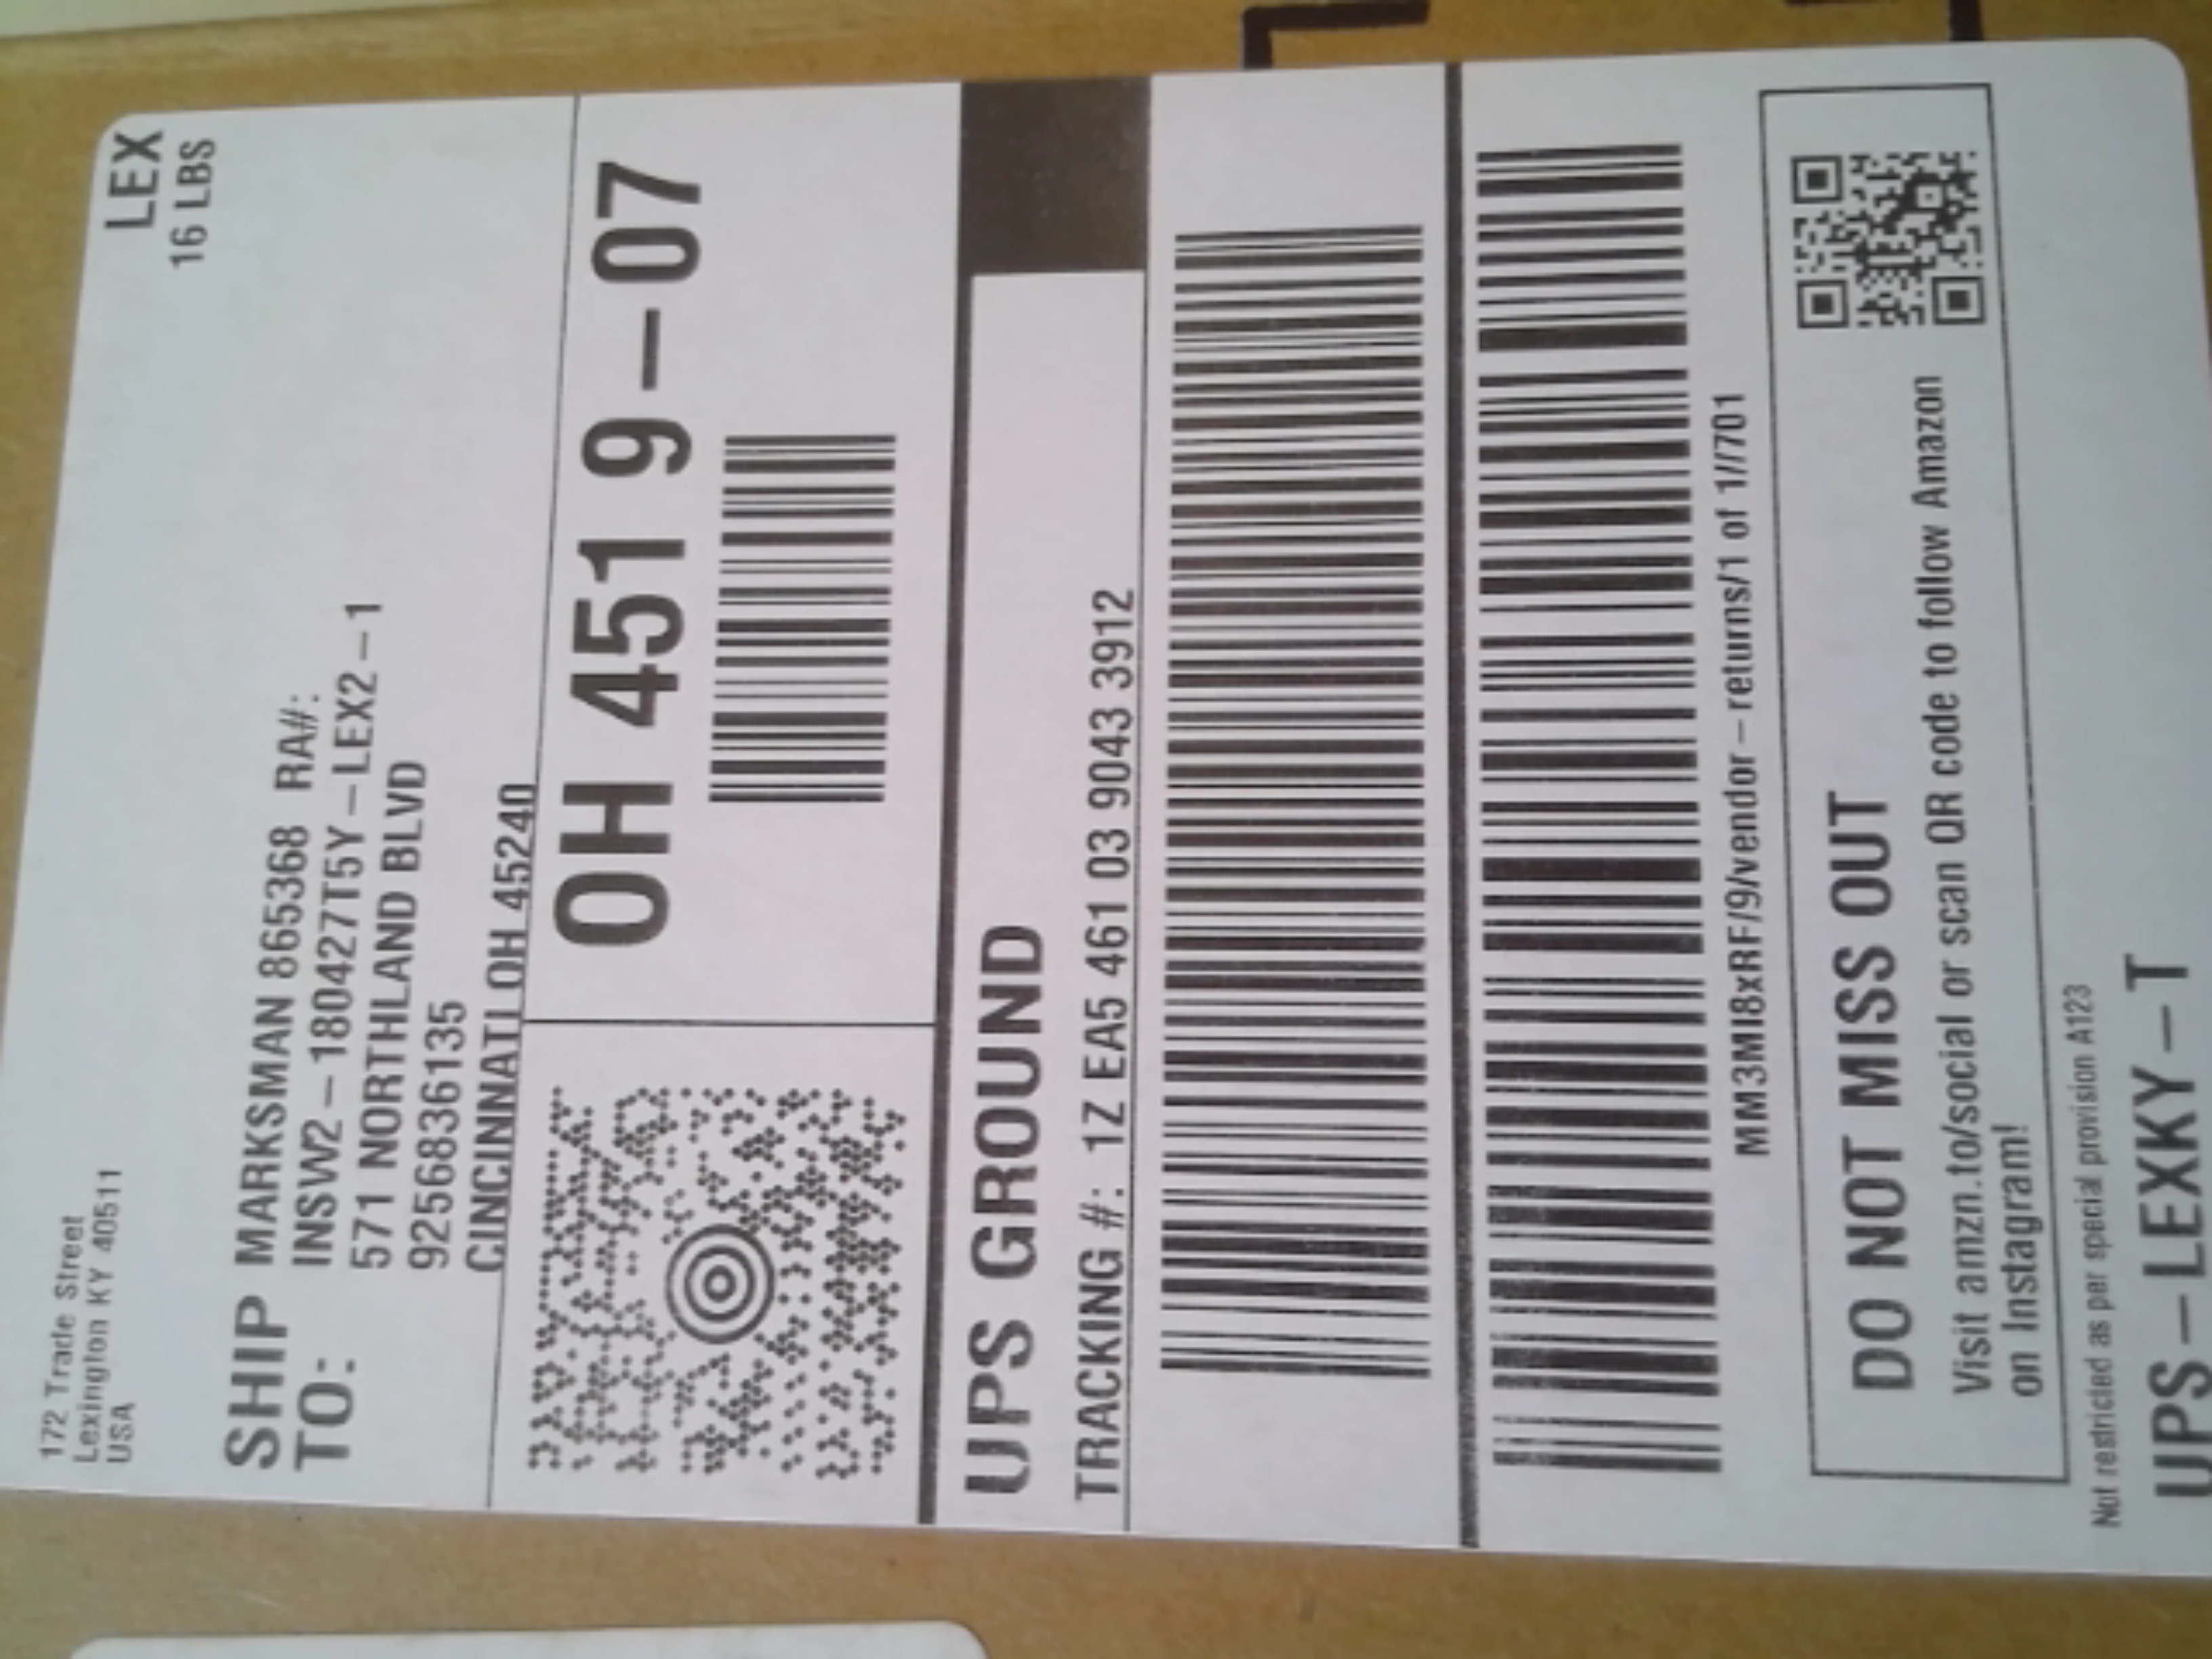 172 Trade Street
Lexington KY 40511
USA
LEX
16 LBS
SHIP TO:
MARKSMAN 865368 RA#:
INSW2-180427T5Y-LEX2-1
571 NORTHLAND BLVD
9256836135
CINCINNATI OH 45240
OH 451 9-07
UPS GROUND
TRACKING #: 1Z EA5 461 03 9043 3912
MM3MI8xRF/9/vendor-returns/1 of 1//701
DO NOT MISS OUT
Visit amzn.to/social or scan QR code to follow Amazon
on Instagram!
Not restricted as per special provision A123
UPS-LEXKY-T